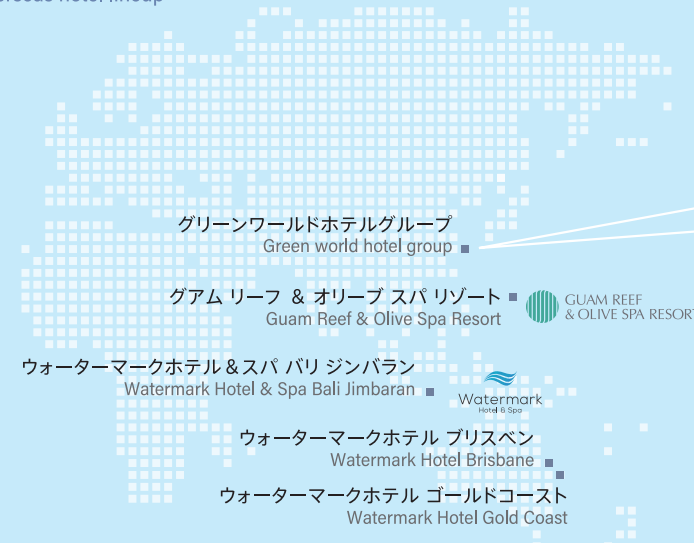 hotel lineup
グリーンワールドホテルグループ
Green world hotel group
グアム リーフ & オリーブ スパ リゾート
Guam Reef & Olive Spa Resort
GUAM REEF
& OLIVE SPA RESORT
ウォーターマークホテル&スパ バリ ジンバラン
Watermark Hotel & Spa Bali Jimbaran
Watermark
Hotel & Spa
ウォーターマークホテル ブリスベン
Watermark Hotel Brisbane
ウォーターマークホテル ゴールドコースト
Watermark Hotel Gold Coast